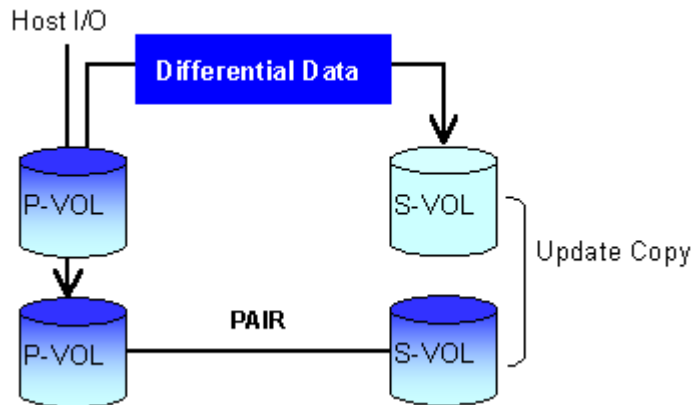 Host I/O
Differential Data
P-VOL
S-VOL
Update Copy
PAIR
P-VOL
S-VOL